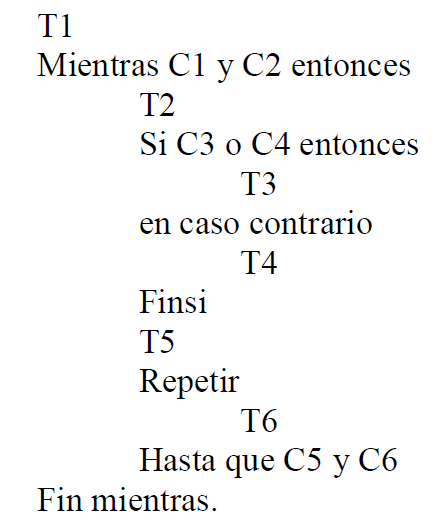 T1
Mientras C1 y C2 entonces
T2
Si C3 o C4 entonces
T3
en caso contrario
T4
Finsi
T5
Repetir
T6
Hasta que C5 y C6
Fin mientras.